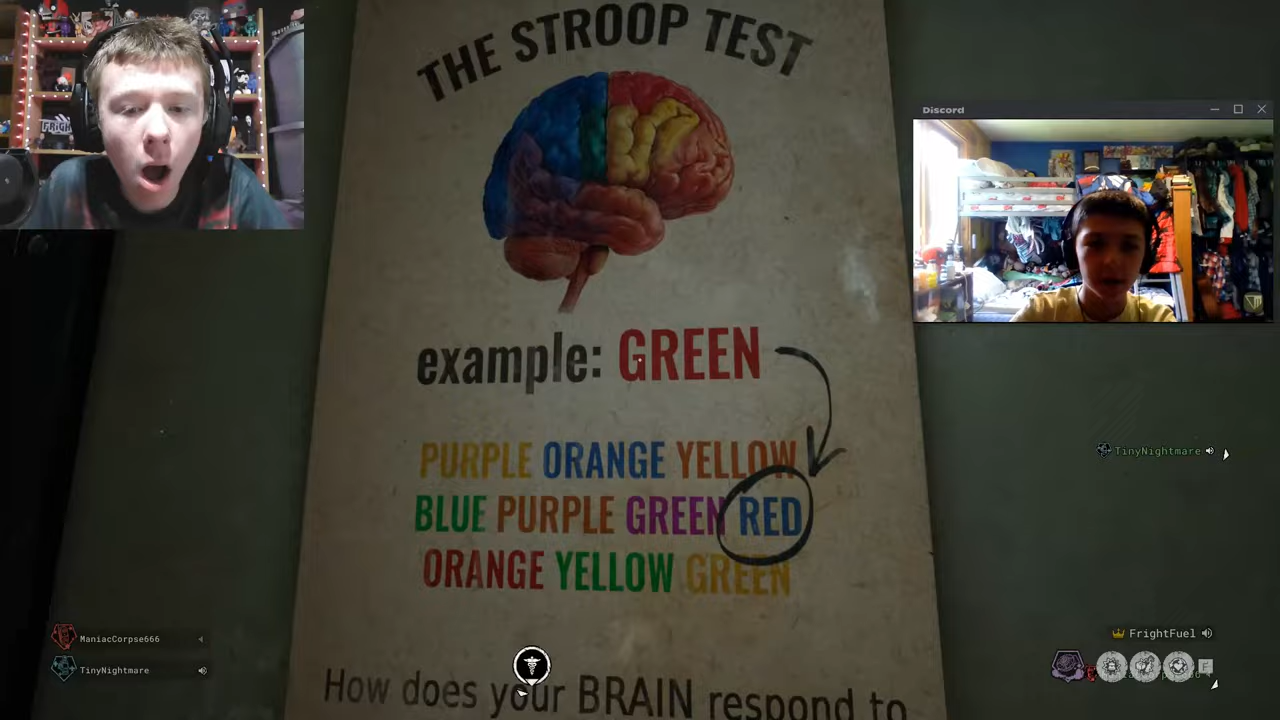 THE STROOP TEST
Discord
example: GREEN
PURPLE ORANGE YELLOW
TinyNightmare
BLUE PURPLE GREEN RED
ORANGE YELLOW GREEN
ManiacCorpse666
FrightFuel
TinyNightmare
How does your BRAIN respond to